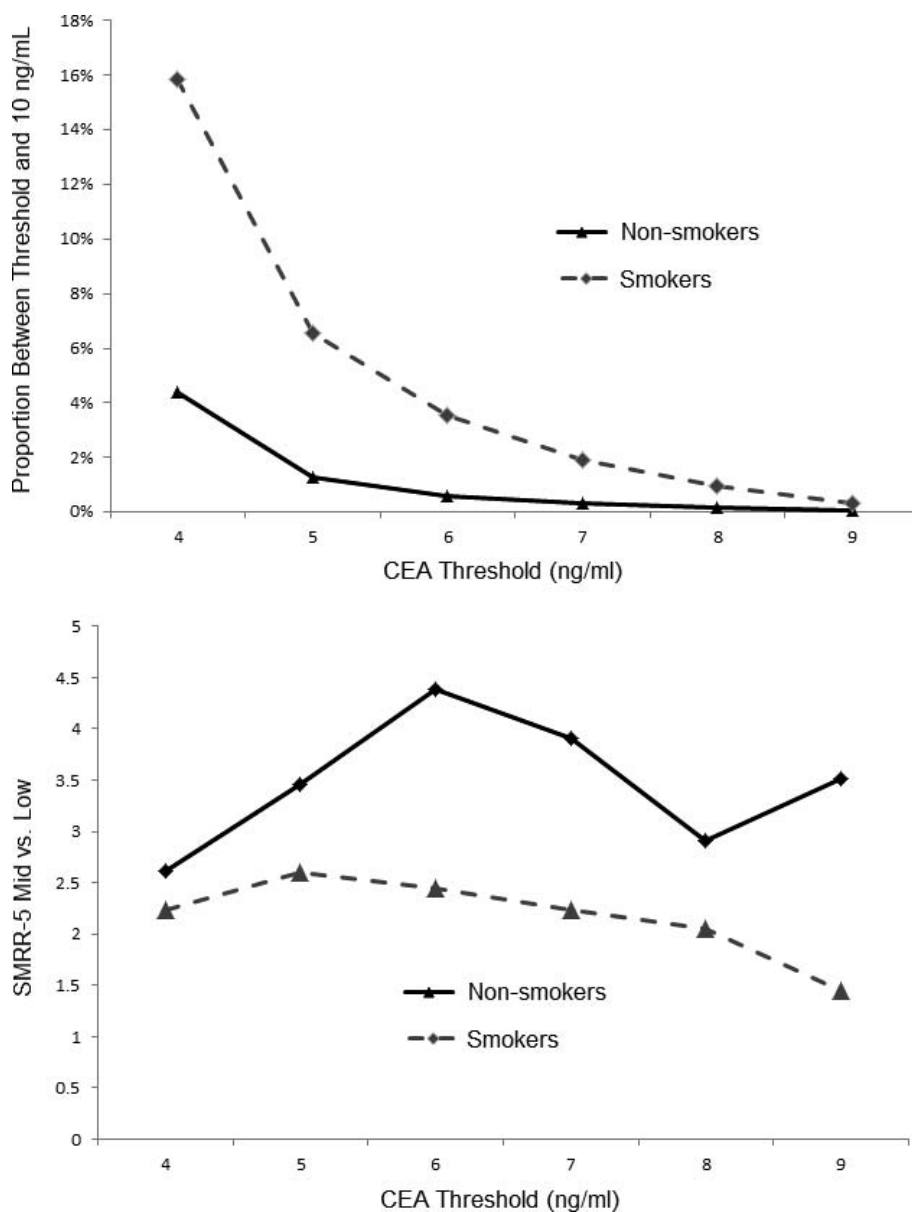 Proportion Between Threshold and 10 ng/mL
18%
16%
14%
12%
10%
8%
6%
4%
2%
0%
Non-smokers
Smokers
4 5 6 7 8 9
CEA Threshold (ng/ml)
SMRR-5 Mid vs. Low
5
4.5
4
3.5
3
2.5
2
1.5
1
0.5
0
Non-smokers
Smokers
4 5 6 7 8 9
CEA Threshold (ng/ml)